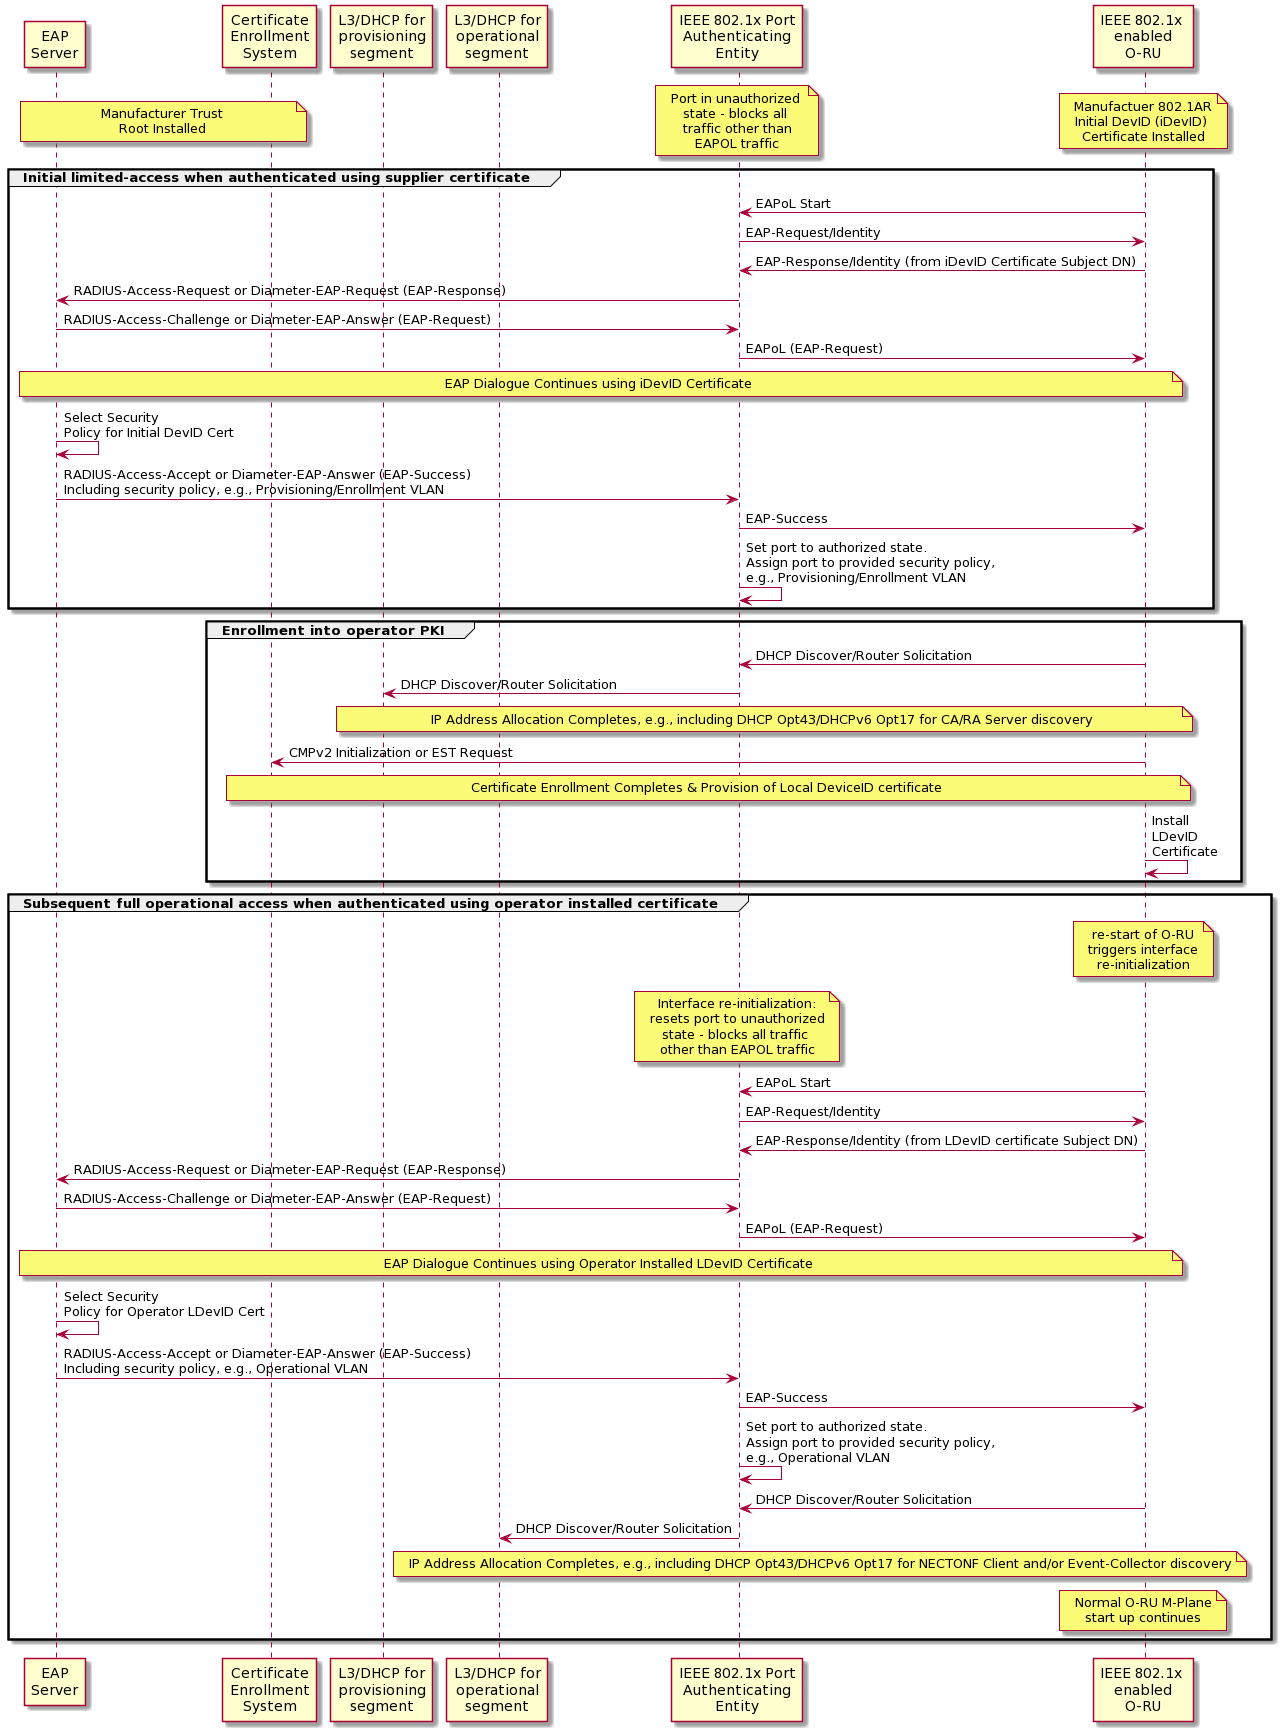 EAP
Server
Certificate
Enrollment
System
L3/DHCP for
provisioning
segment
L3/DHCP for
operational
segment
IEEE 802.1x Port
Authenticating
Entity
IEEE 802.1x
enabled
O-RU
Manufacturer Trust
Root Installed
Port in unauthorized
state - blocks all
traffic other than
EAPOL traffic
Manufactuer 802.1AR
Initial DevID (iDevID)
Certificate Installed
Initial limited-access when authenticated using supplier certificate
EAPoL Start
EAP-Request/Identity
EAP-Response/Identity (from iDevID Certificate Subject DN)
RADIUS-Access-Request or Diameter-EAP-Request (EAP-Response)
RADIUS-Access-Challenge or Diameter-EAP-Answer (EAP-Request)
EAPoL (EAP-Request)
EAP Dialogue Continues using iDevID Certificate
Select Security
Policy for Initial DevID Cert
RADIUS-Access-Accept or Diameter-EAP-Answer (EAP-Success)
Including security policy, e.g., Provisioning/Enrollment VLAN
EAP-Success
Set port to authorized state.
Assign port to provided security policy,
e.g., Provisioning/Enrollment VLAN
Enrollment into operator PKI
DHCP Discover/Router Solicitation
DHCP Discover/Router Solicitation
IP Address Allocation Completes, e.g., including DHCP Opt43/DHCPv6 Opt17 for CA/RA Server discovery
CMPv2 Initialization or EST Request
Certificate Enrollment Completes & Provision of Local DeviceID certificate
Install
LDevID
Certificate
Subsequent full operational access when authenticated using operator installed certificate
re-start of O-RU
triggers interface
re-initialization
Interface re-initialization:
resets port to unauthorized
state - blocks all traffic
other than EAPOL traffic
EAPoL Start
EAP-Request/Identity
EAP-Response/Identity (from LDevID certificate Subject DN)
RADIUS-Access-Request or Diameter-EAP-Request (EAP-Response)
RADIUS-Access-Challenge or Diameter-EAP-Answer (EAP-Request)
EAPoL (EAP-Request)
EAP Dialogue Continues using Operator Installed LDevID Certificate
Select Security
Policy for Operator LDevID Cert
RADIUS-Access-Accept or Diameter-EAP-Answer (EAP-Success)
Including security policy, e.g., Operational VLAN
EAP-Success
Set port to authorized state.
Assign port to provided security policy,
e.g., Operational VLAN
DHCP Discover/Router Solicitation
DHCP Discover/Router Solicitation
IP Address Allocation Completes, e.g., including DHCP Opt43/DHCPv6 Opt17 for NECTONF Client and/or Event-Collector discovery
Normal O-RU M-Plane
start up continues
EAP
Server
Certificate
Enrollment
System
L3/DHCP for
provisioning
segment
L3/DHCP for
operational
segment
IEEE 802.1x Port
Authenticating
Entity
IEEE 802.1x
enabled
O-RU